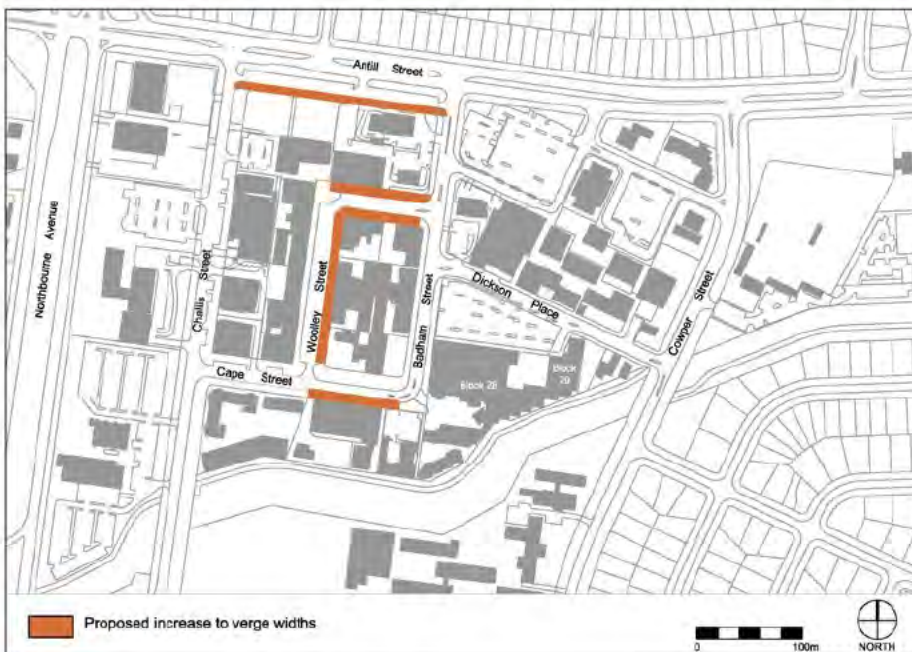 Antill Street
Northbourne Avenue
Challis Street
Woolley Street
Badham Street
Dickson Place
Cowper Street
Cape Street
Block 28
Block 29
Proposed increase to verge widths
0 100m
NORTH